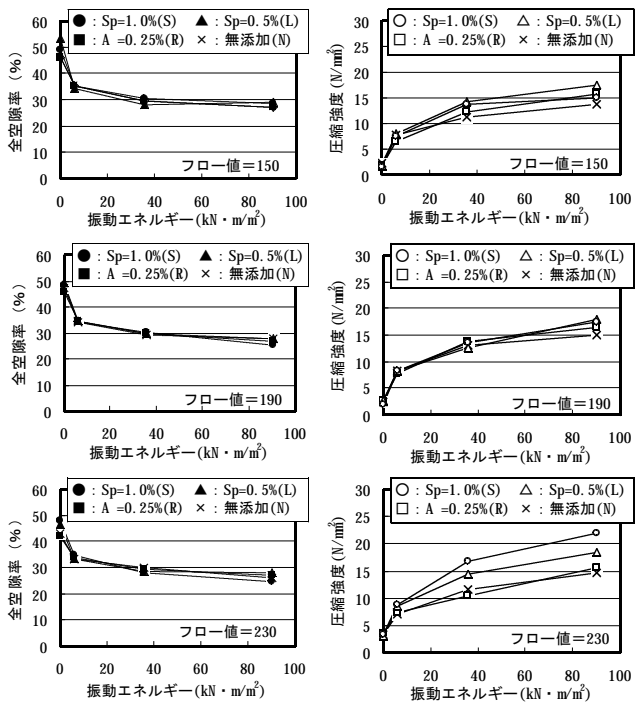 ● : Sp=1.0%(S) ▲ : Sp=0.5%(L)
■ : A =0.25%(R) × : 無添加(N)
全空隙率 (%)
60
50
40
30
20
10
0
フロー値＝150
0 20 40 60 80 100
振動エネルギー(kN・m/m²)
○ : Sp=1.0%(S) △ : Sp=0.5%(L)
□ : A =0.25%(R) × : 無添加(N)
圧縮強度(N/mm²)
30
25
20
15
10
5
0
フロー値＝150
0 20 40 60 80 100
振動エネルギー(kN・m/m²)
● : Sp=1.0%(S) ▲ : Sp=0.5%(L)
■ : A =0.25%(R) × : 無添加(N)
全空隙率 (%)
60
50
40
30
20
10
0
フロー値＝190
0 20 40 60 80 100
振動エネルギー(kN・m/m²)
○ : Sp=1.0%(S) △ : Sp=0.5%(L)
□ : A =0.25%(R) × : 無添加(N)
圧縮強度(N/mm²)
30
25
20
15
10
5
0
フロー値＝190
0 20 40 60 80 100
振動エネルギー(kN・m/m²)
● : Sp=1.0%(S) ▲ : Sp=0.5%(L)
■ : A =0.25%(R) × : 無添加(N)
全空隙率 (%)
60
50
40
30
20
10
0
フロー値＝230
0 20 40 60 80 100
振動エネルギー(kN・m/m²)
○ : Sp=1.0%(S) △ : Sp=0.5%(L)
□ : A =0.25%(R) × : 無添加(N)
圧縮強度(N/mm²)
30
25
20
15
10
5
0
フロー値＝230
0 20 40 60 80 100
振動エネルギー(kN・m/m²)